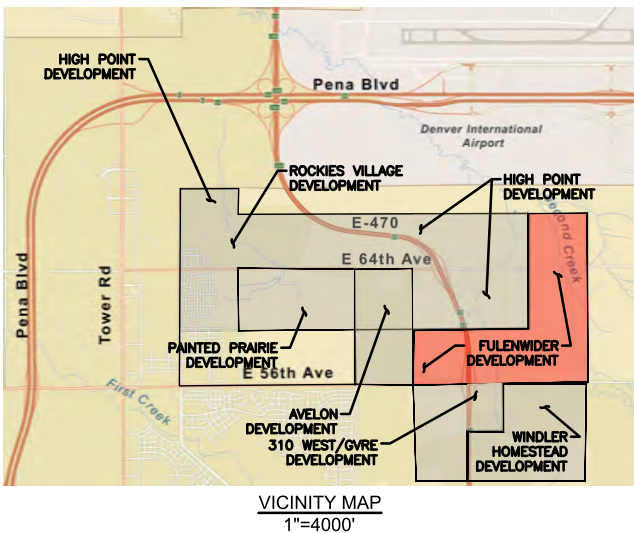 HIGH POINT
DEVELOPMENT
Pena Blvd
Denver International
Airport
ROCKIES VILLAGE
DEVELOPMENT
HIGH POINT
DEVELOPMENT
E-470
E 64th Ave
Second Creek
Pena Blvd
Tower Rd
PAINTED PRAIRIE
DEVELOPMENT
FULENWIDER
DEVELOPMENT
E 56th Ave
First Creek
AVELON
DEVELOPMENT
310 WEST/GVRE
DEVELOPMENT
WINDLER
HOMESTEAD
DEVELOPMENT
VICINITY MAP
1"=4000'